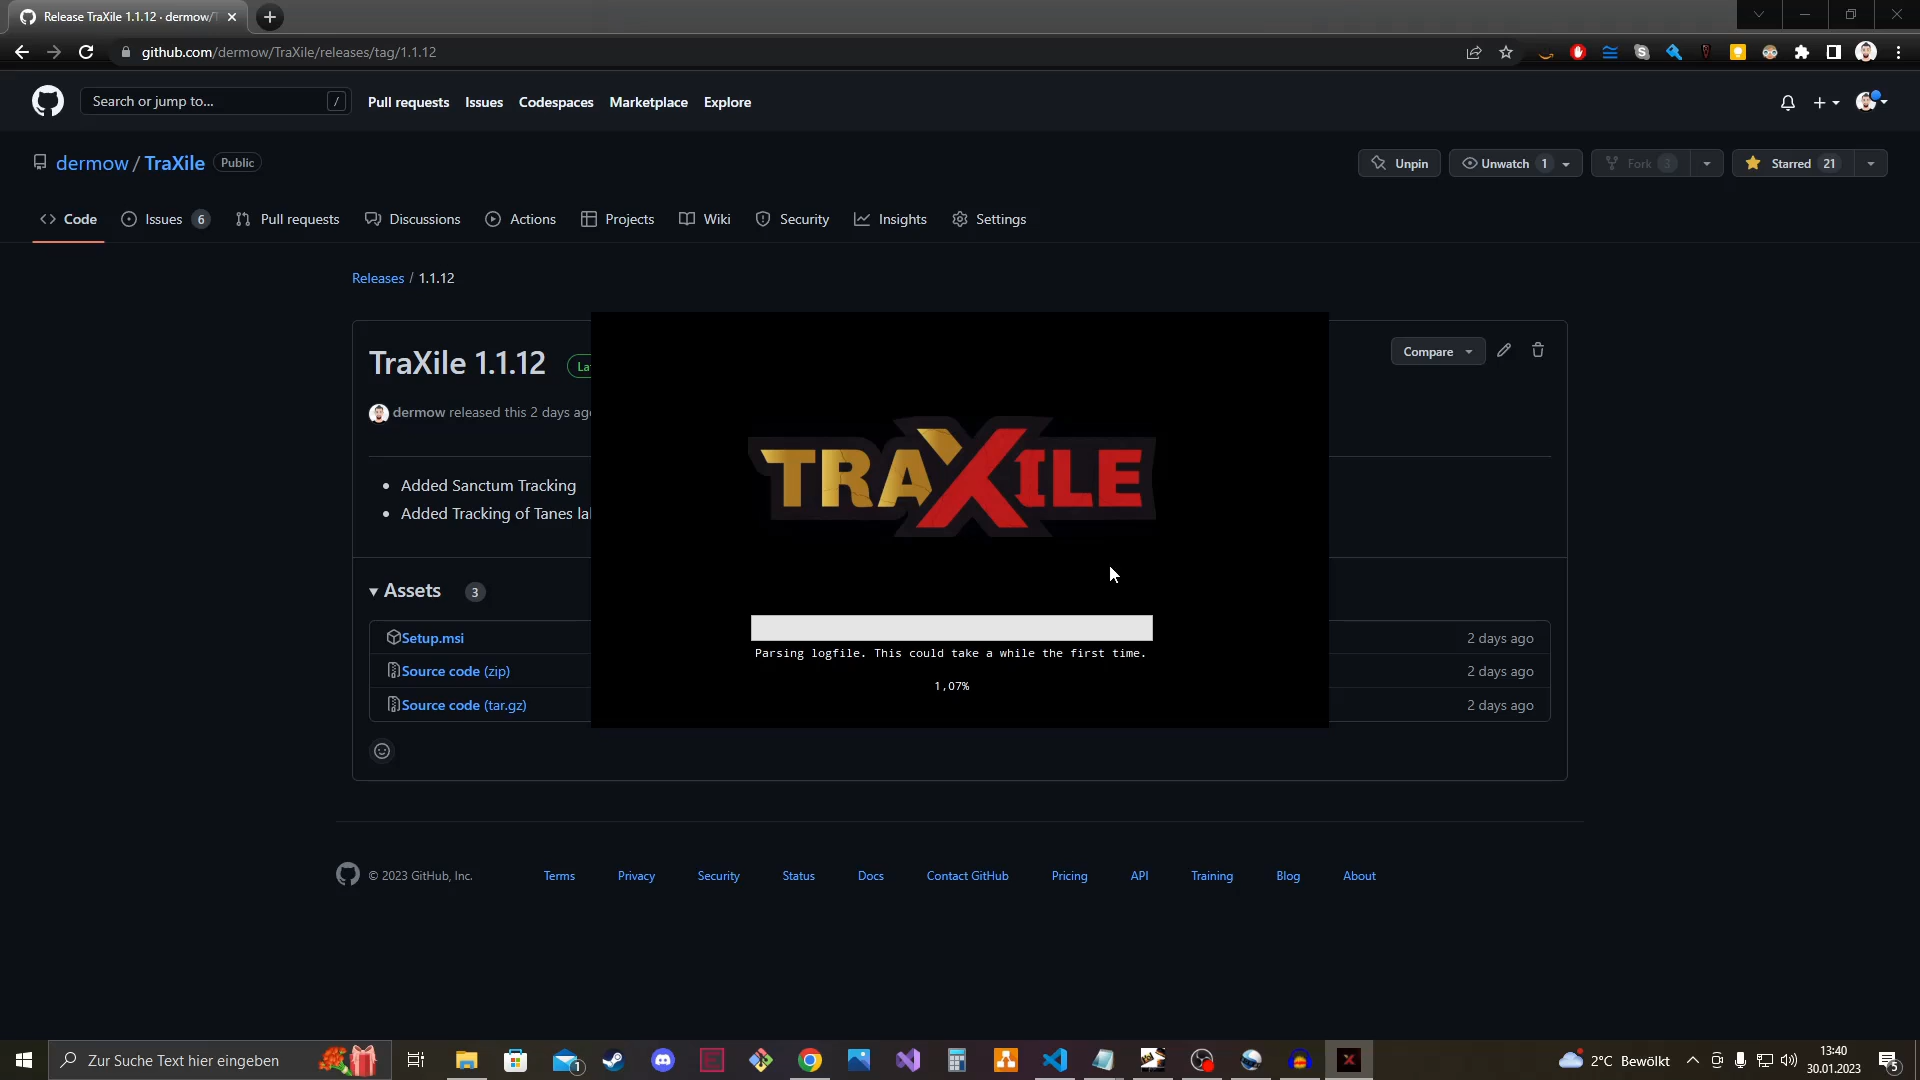 Release TraXile 1.1.12 · dermow/T
github.com/dermow/TraXile/releases/tag/1.1.12
Search or jump to... /
Pull requests Issues Codespaces Marketplace Explore
dermow / TraXile Public
Unpin Unwatch 1 Fork 3 Starred 21
Code Issues 6 Pull requests Discussions Actions Projects Wiki Security Insights Settings
Releases / 1.1.12
TraXile 1.1.12 La
Compare
dermow released this 2 days ago
Added Sanctum Tracking
Added Tracking of Tanes la
TRAXILE
Assets 3
Setup.msi 2 days ago
Source code (zip) 2 days ago
Source code (tar.gz) 2 days ago
Parsing logfile. This could take a while the first time.
1,07%
© 2023 GitHub, Inc. Terms Privacy Security Status Docs Contact GitHub Pricing API Training Blog About
Zur Suche Text hier eingeben
1
2°C Bewölkt
13:40
30.01.2023
5